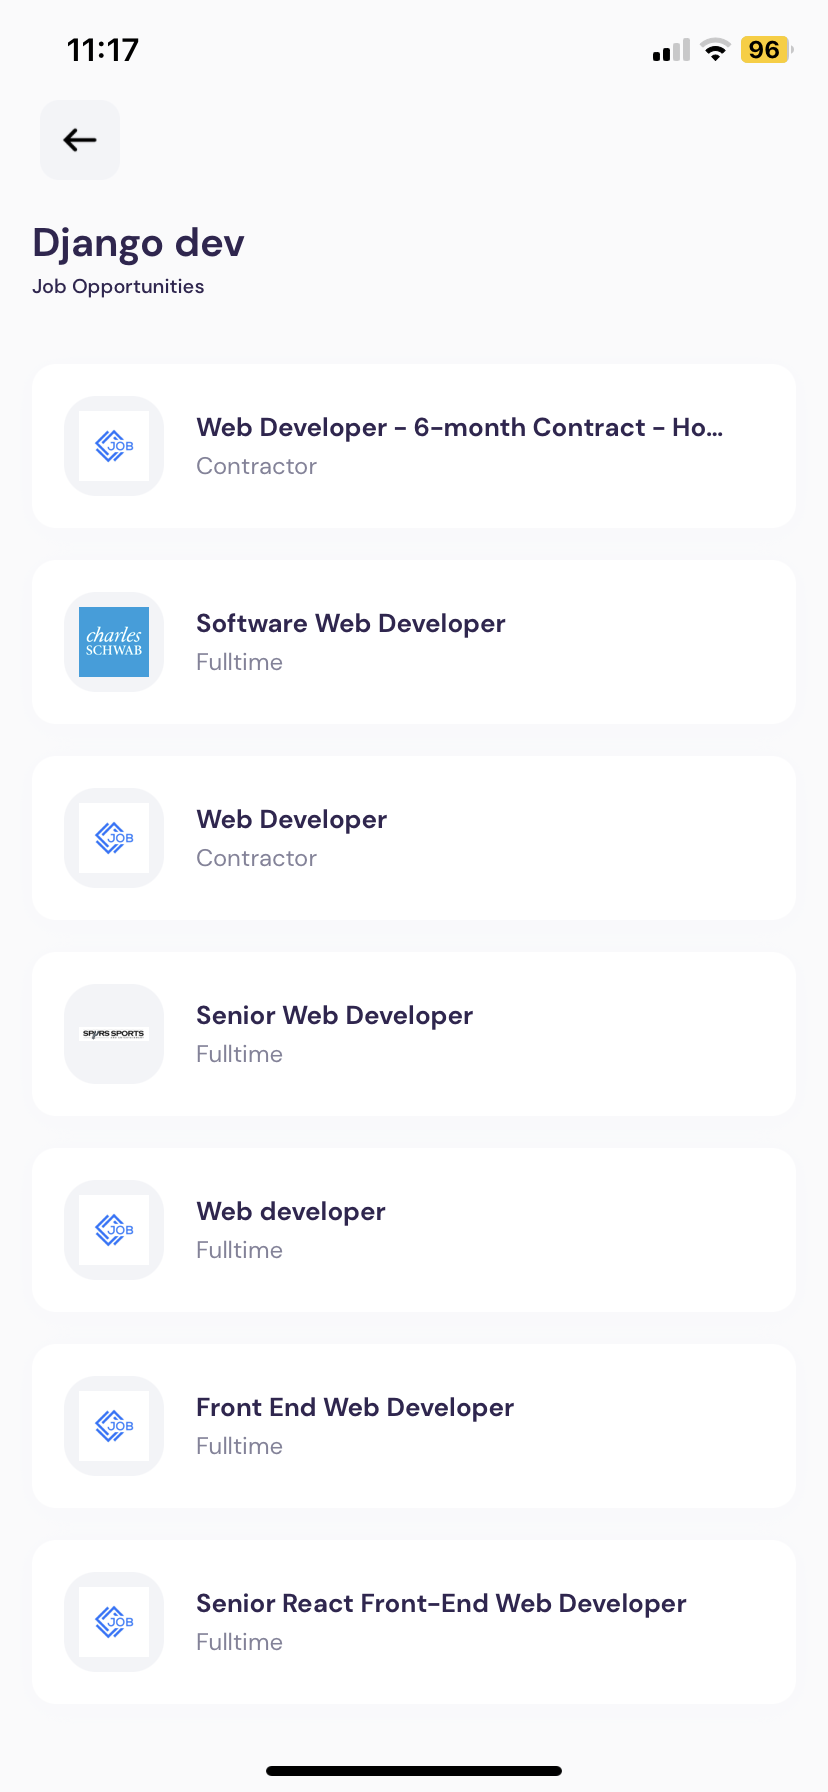 11:17
96
Django dev
Job Opportunities
JOB
Web Developer - 6-month Contract - Ho...
Contractor
charles
SCHWAB
Software Web Developer
Fulltime
JOB
Web Developer
Contractor
SPURS SPORTS
Senior Web Developer
Fulltime
JOB
Web developer
Fulltime
JOB
Front End Web Developer
Fulltime
JOB
Senior React Front-End Web Developer
Fulltime